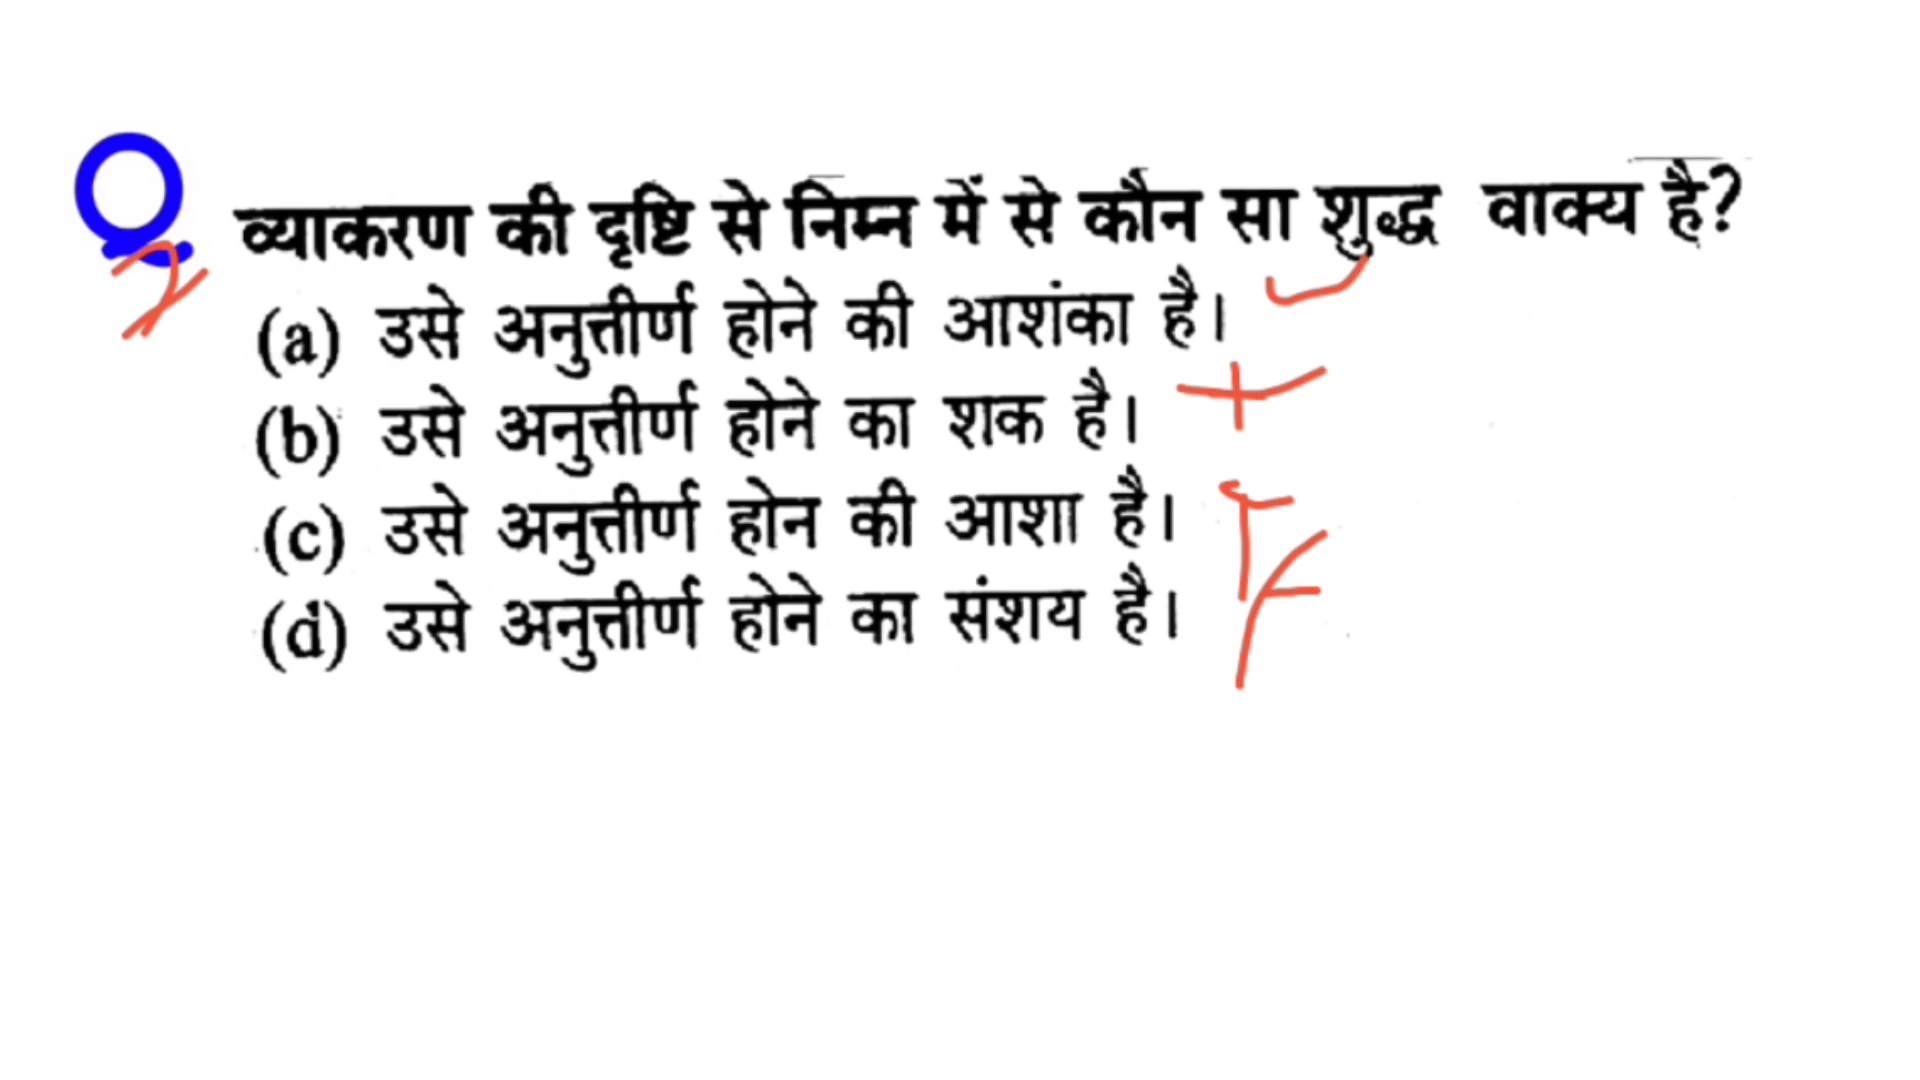 Q व्याकरण की दृष्टि से निम्न में से कौन सा शुद्ध वाक्य है?
(a) उसे अनुत्तीर्ण होने की आशंका है।
(b) उसे अनुत्तीर्ण होने का शक है।
(c) उसे अनुत्तीर्ण होन की आशा है।
(d) उसे अनुत्तीर्ण होने का संशय है।